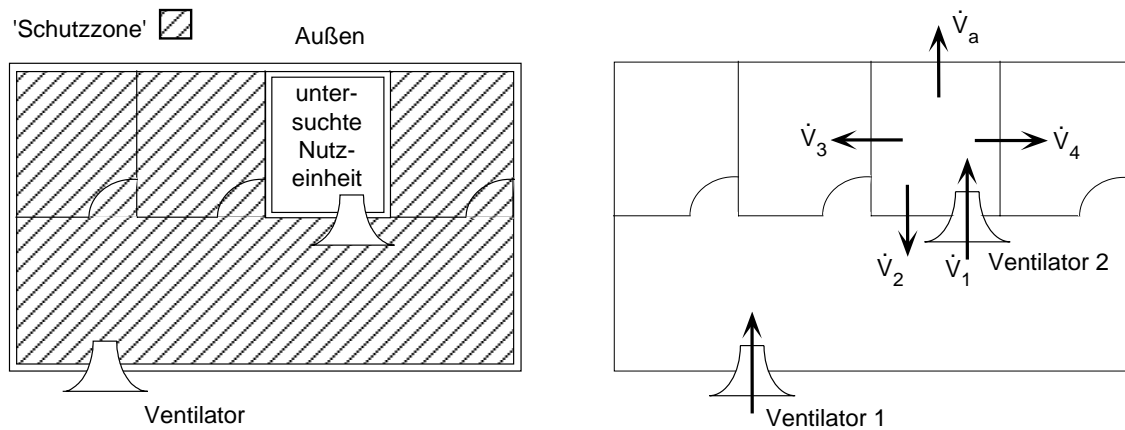 'Schutzzone'
Außen
unter-
suchte
Nutz-
einheit
Ventilator
V̇a
V̇3
V̇4
V̇2
V̇1
Ventilator 2
Ventilator 1